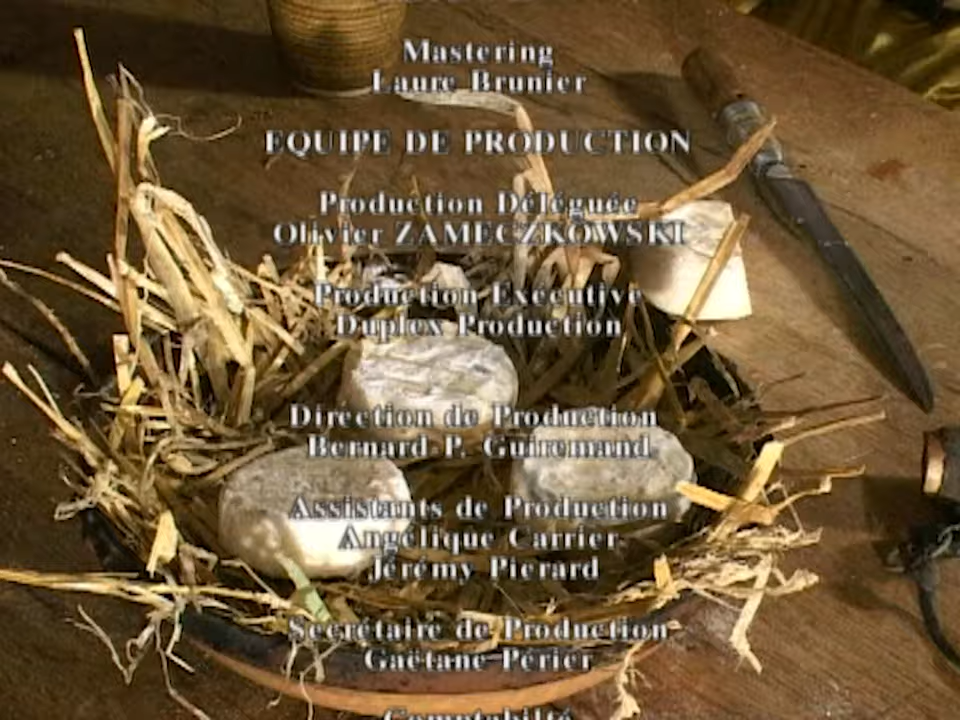 Mastering
Laure Brunier
EQUIPE DE PRODUCTION
Production Déléguée
Olivier ZAMECZKOWSKI
Production Exécutive
Duplex Production
Direction de Production
Bernard P. Guiremand
Assistants de Production
Angélique Carrier
Jérémy Pierard
Secrétaire de Production
Gaëtane Périer
Comptabilté